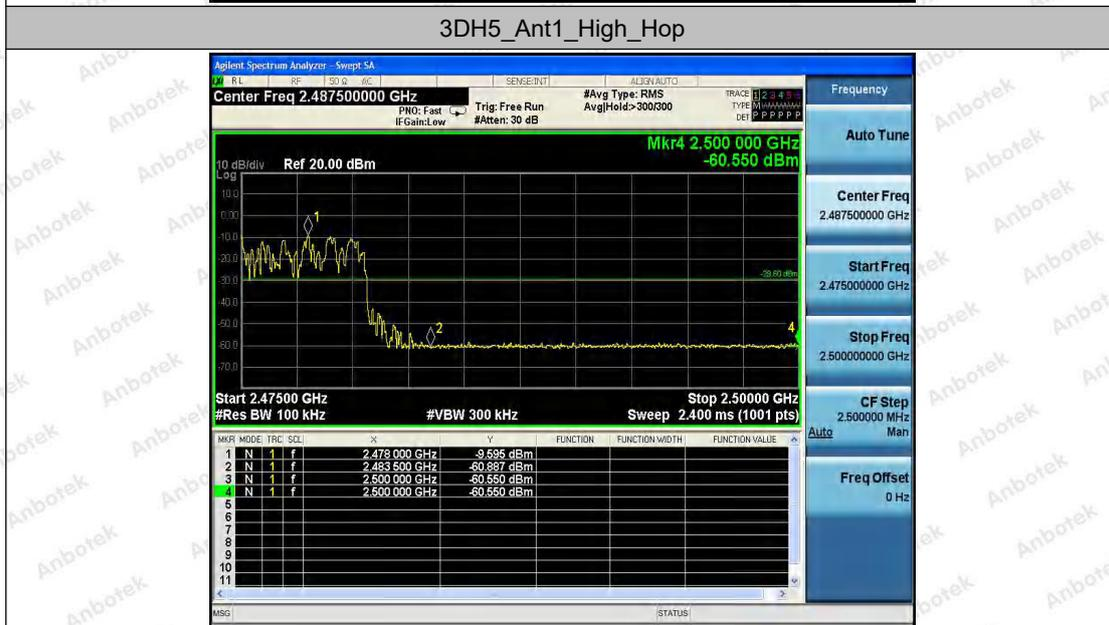 3DH5_Ant1_High_Hop
Agilent Spectrum Analyzer - Swept SA
RL RF 50 Ω AC SENSE:INT ALIGN AUTO
Center Freq 2.487500000 GHz
PNO: Fast
IFGain:Low
Trig: Free Run
#Atten: 30 dB
#Avg Type: RMS
Avg|Hold:>300/300
TRACE 1 2 3 4 5 6
TYPE M
DET P P P P P P
Mkr4 2.500 000 GHz
-60.550 dBm
10 dB/div Ref 20.00 dBm
Log
10.0
0.00
-10.0
-20.0
-30.0
-40.0
-50.0
-60.0
-70.0
1
2
4
-29.60 dBm
Start 2.47500 GHz Stop 2.50000 GHz
#Res BW 100 kHz #VBW 300 kHz Sweep 2.400 ms (1001 pts)
MKR MODE TRC SCL X Y FUNCTION FUNCTION WIDTH FUNCTION VALUE
1 N 1 f 2.478 000 GHz -9.595 dBm
2 N 1 f 2.483 500 GHz -60.887 dBm
3 N 1 f 2.500 000 GHz -60.550 dBm
4 N 1 f 2.500 000 GHz -60.550 dBm
5
6
7
8
9
10
11
MSG STATUS
Frequency
Auto Tune
Center Freq
2.487500000 GHz
Start Freq
2.475000000 GHz
Stop Freq
2.500000000 GHz
CF Step
2.500000 MHz
Auto Man
Freq Offset
0 Hz
Anbotek